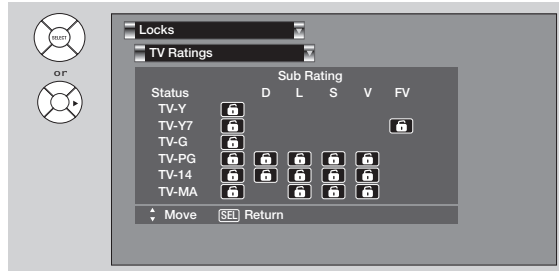 SELECT
or
Locks
TV Ratings
Sub Rating
Status D L S V FV
TV-Y
TV-Y7
TV-G
TV-PG
TV-14
TV-MA
Move SEL Return